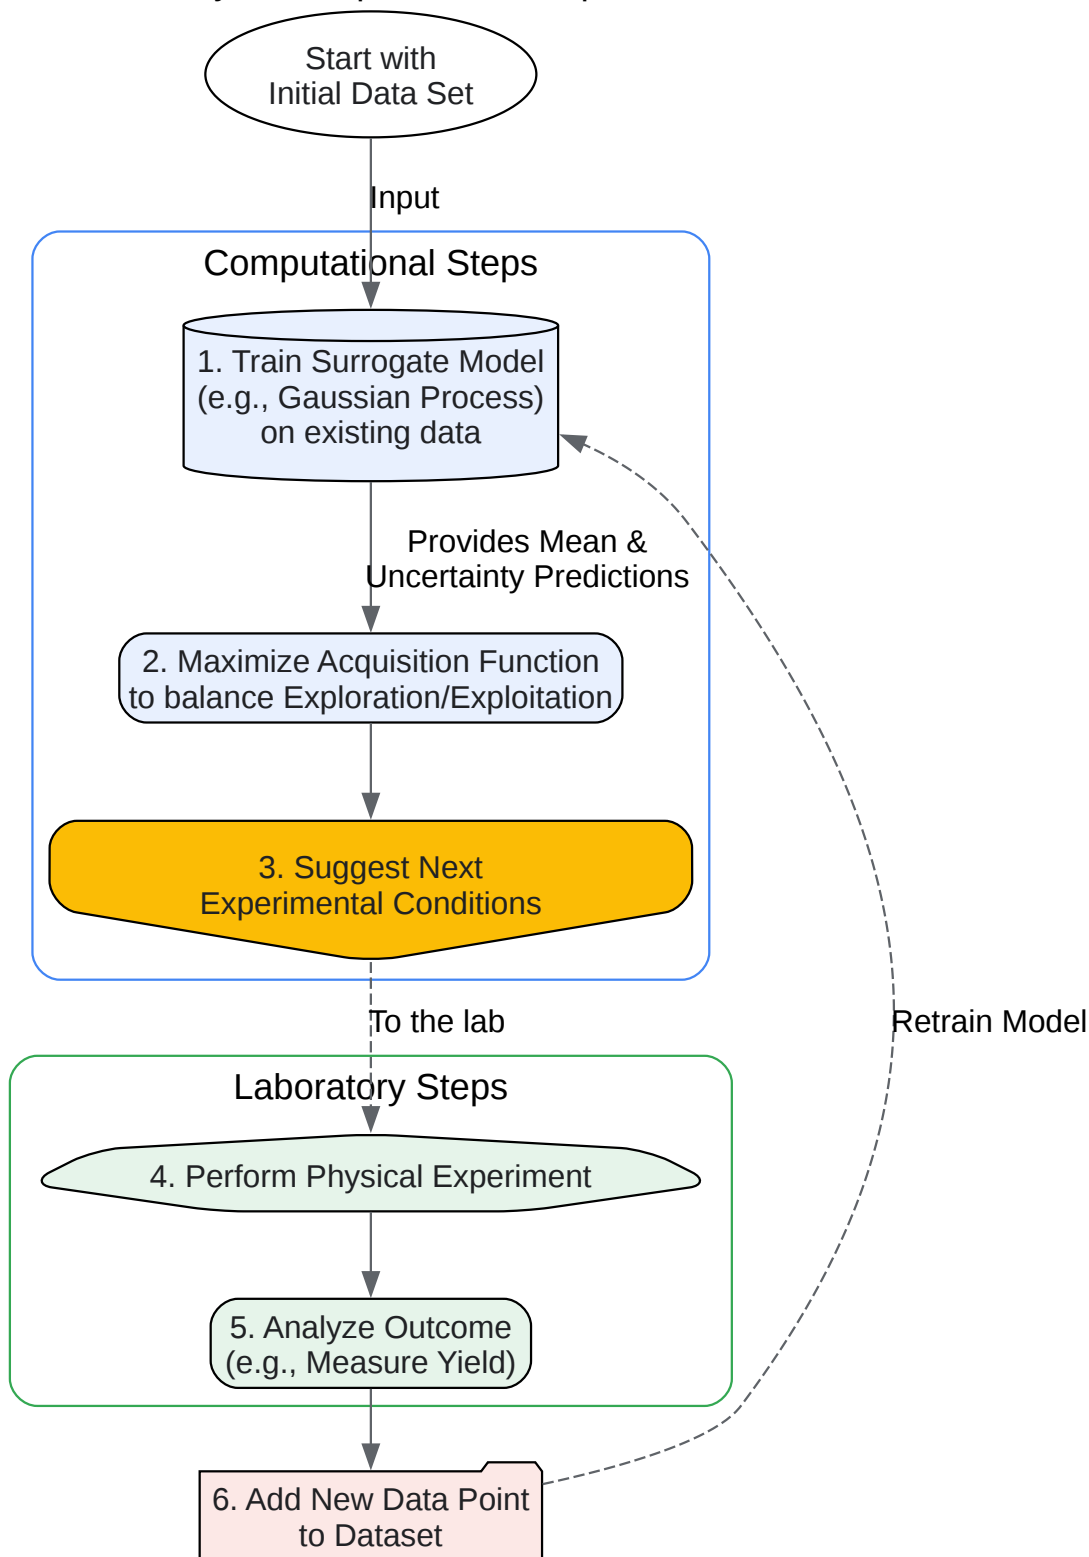 Start with
Initial Data Set
Input
Computational Steps
1. Train Surrogate Model
(e.g., Gaussian Process)
on existing data
Provides Mean &
Uncertainty Predictions
2. Maximize Acquisition Function
to balance Exploration/Exploitation
3. Suggest Next
Experimental Conditions
To the lab
Retrain Model
Laboratory Steps
4. Perform Physical Experiment
5. Analyze Outcome
(e.g., Measure Yield)
6. Add New Data Point
to Dataset